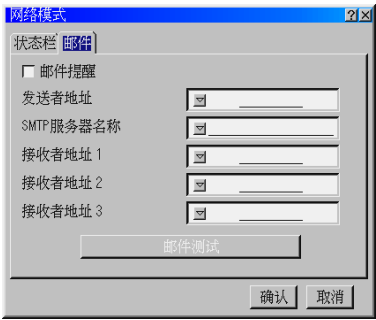 网络模式
状态栏 邮件
邮件提醒
发送者地址
SMTP服务器名称
接收者地址 1
接收者地址 2
接收者地址 3
邮件测试
确认 取消